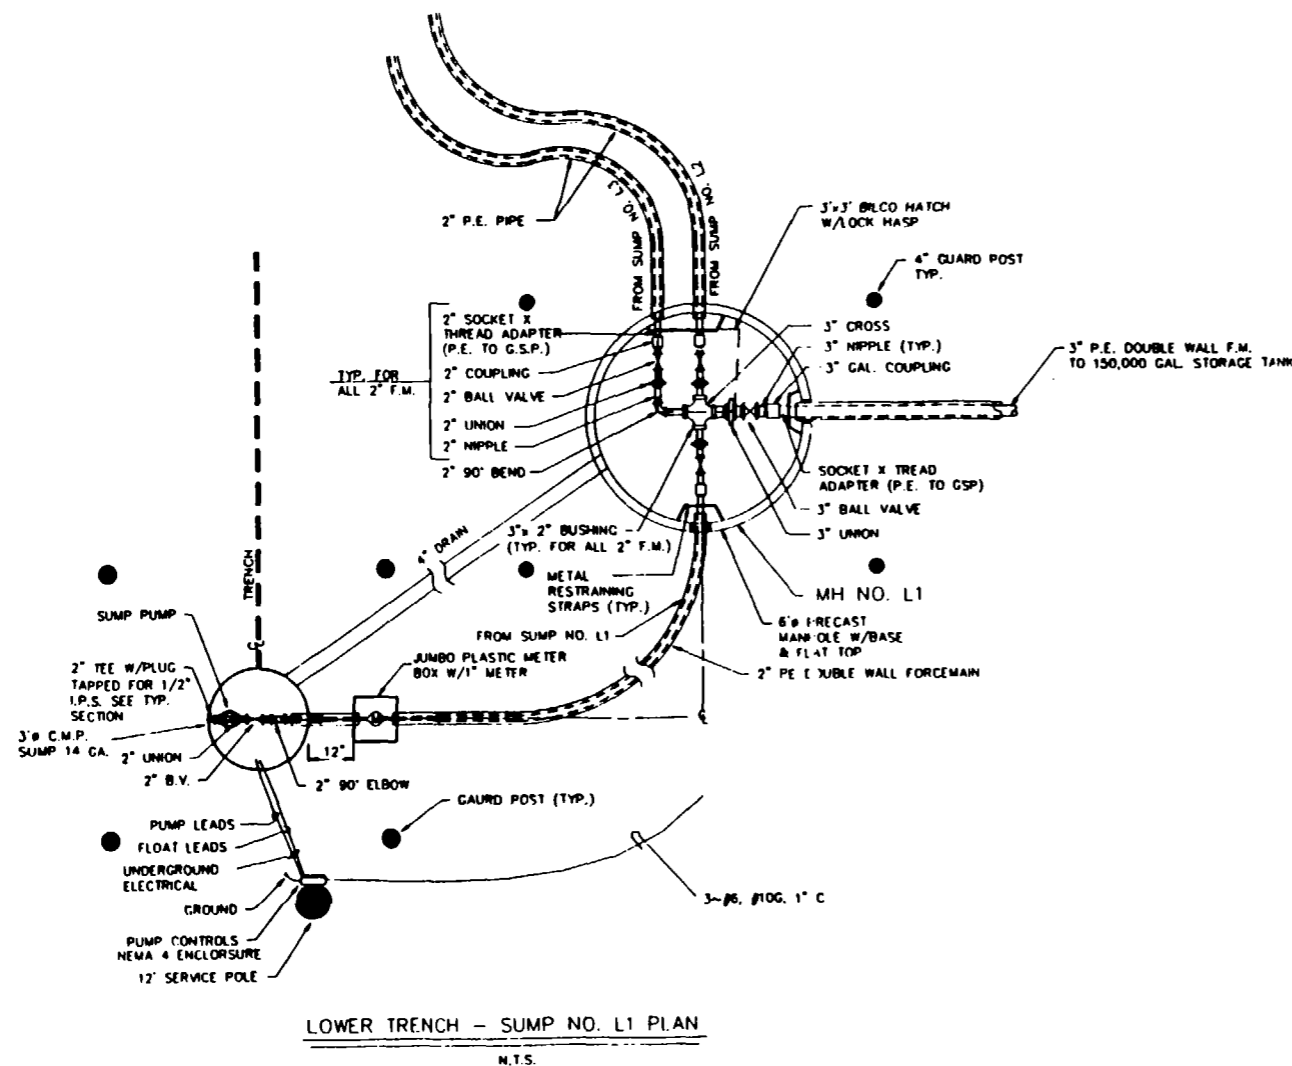 2" P.E. PIPE
FROM SUMP NO. L3
FROM SUMP NO. L2
3'x3' BILCO HATCH
W/LOCK HASP
4" GUARD POST
TYP.
2" SOCKET X
THREAD ADAPTER
(P.E. TO G.S.P.)
2" COUPLING
2" BALL VALVE
2" UNION
2" NIPPLE
2" 90° BEND
TYP. FOR
ALL 2" F.M.
3" CROSS
3" NIPPLE (TYP.)
3" GAL. COUPLING
3" P.E. DOUBLE WALL F.M.
TO 150,000 GAL. STORAGE TANK
SOCKET X TREAD
ADAPTER (P.E. TO GSP)
3" BALL VALVE
3" UNION
MH NO. L1
3"x 2" BUSHING
(TYP. FOR ALL 2" F.M.)
METAL
RESTRAINING
STRAPS (TYP.)
6'ø PRECAST
MANHOLE W/BASE
& FLAT TOP
2" PE DOUBLE WALL FORCEMAIN
FROM SUMP NO. L1
4" DRAIN
TRENCH
SUMP PUMP
JUMBO PLASTIC METER
BOX W/1" METER
2" TEE W/PLUG
TAPPED FOR 1/2"
I.P.S. SEE TYP.
SECTION
3'ø C.M.P.
SUMP 14 GA.
2" UNION
2" B.V.
12"
M
2" 90° ELBOW
GAURD POST (TYP.)
PUMP LEADS
FLOAT LEADS
UNDERGROUND
ELECTRICAL
GROUND
PUMP CONTROLS
NEMA 4 ENCLORSURE
12' SERVICE POLE
3~#6, #10G, 1" C
LOWER TRENCH – SUMP NO. L1 PLAN
N.T.S.